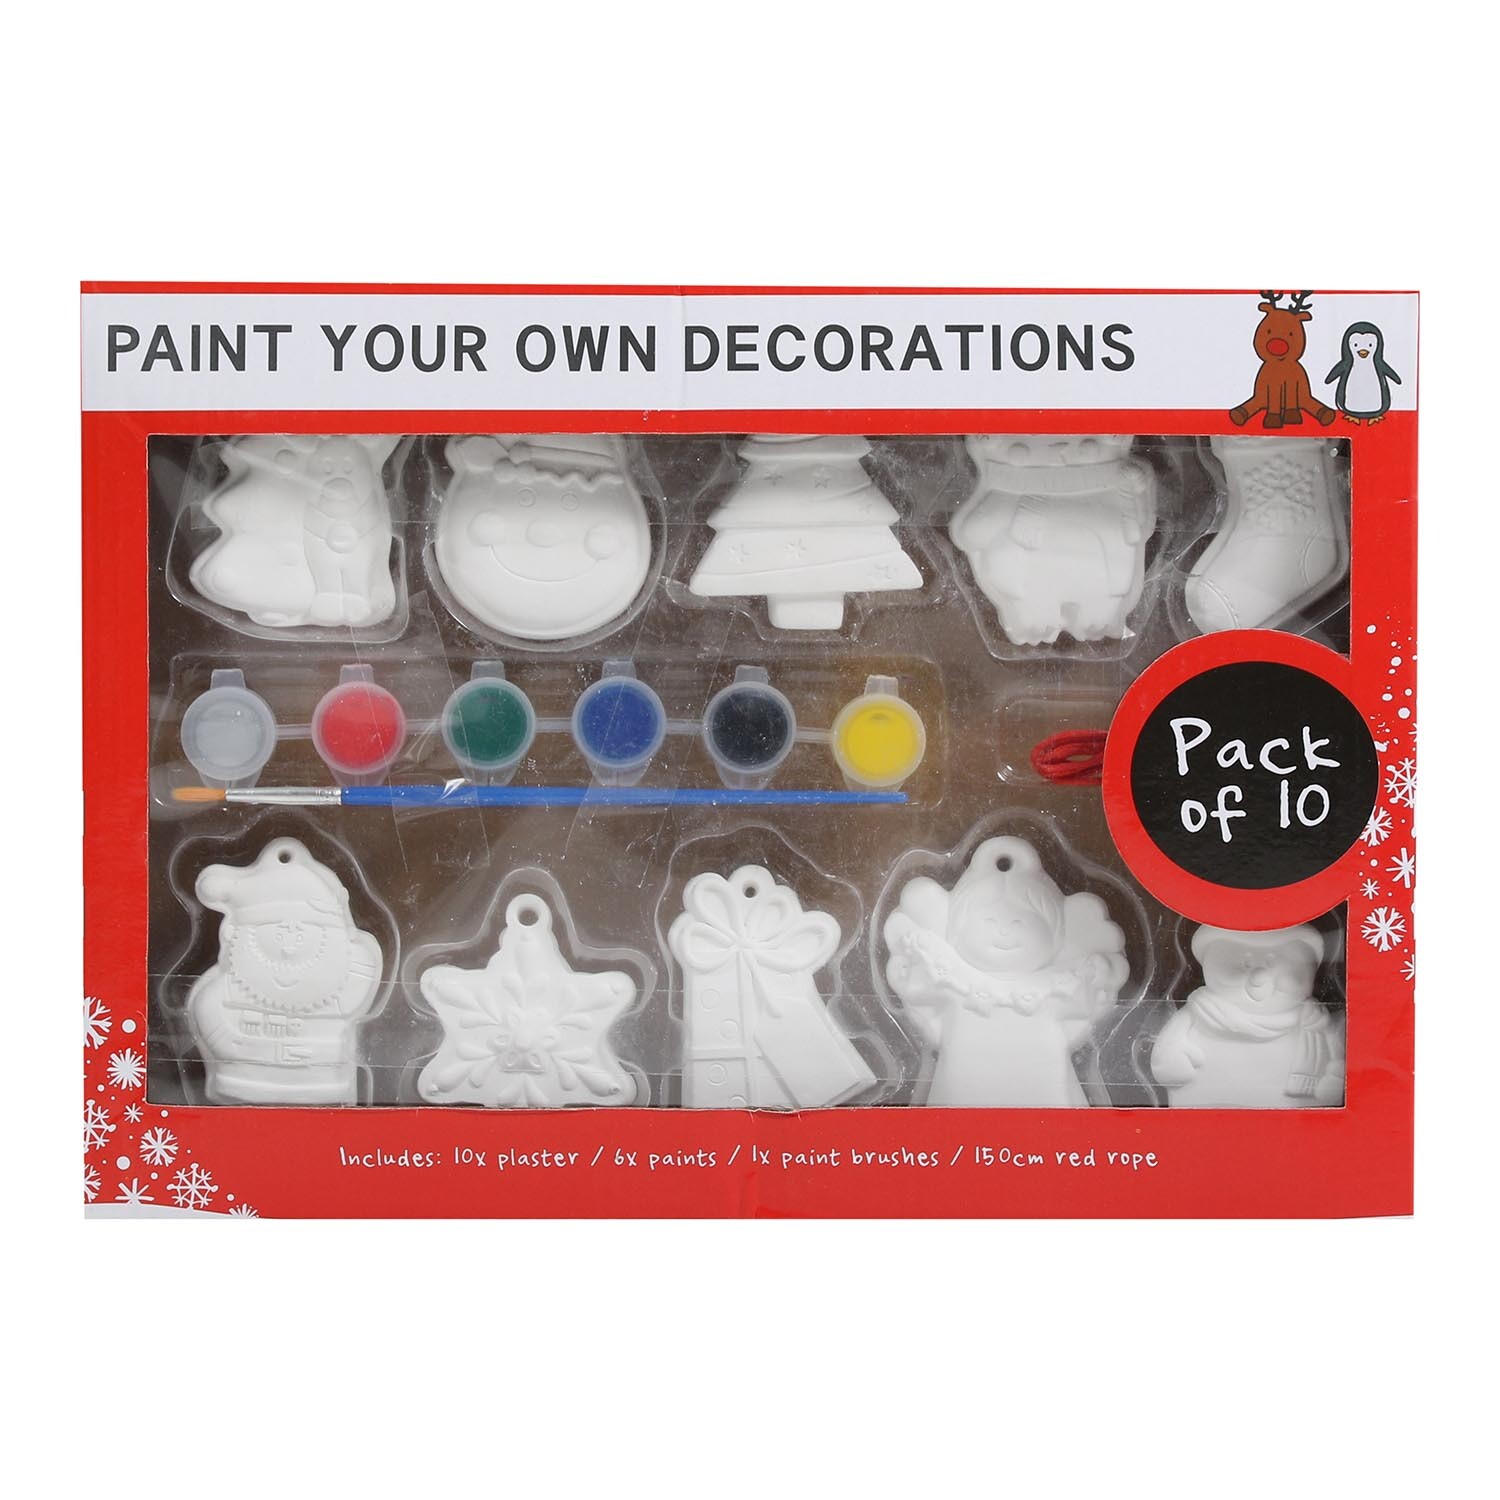 PAINT YOUR OWN DECORATIONS
Pack
of 10
Includes: 10x plaster / 6x paints / 1x paint brushes / 150cm red rope